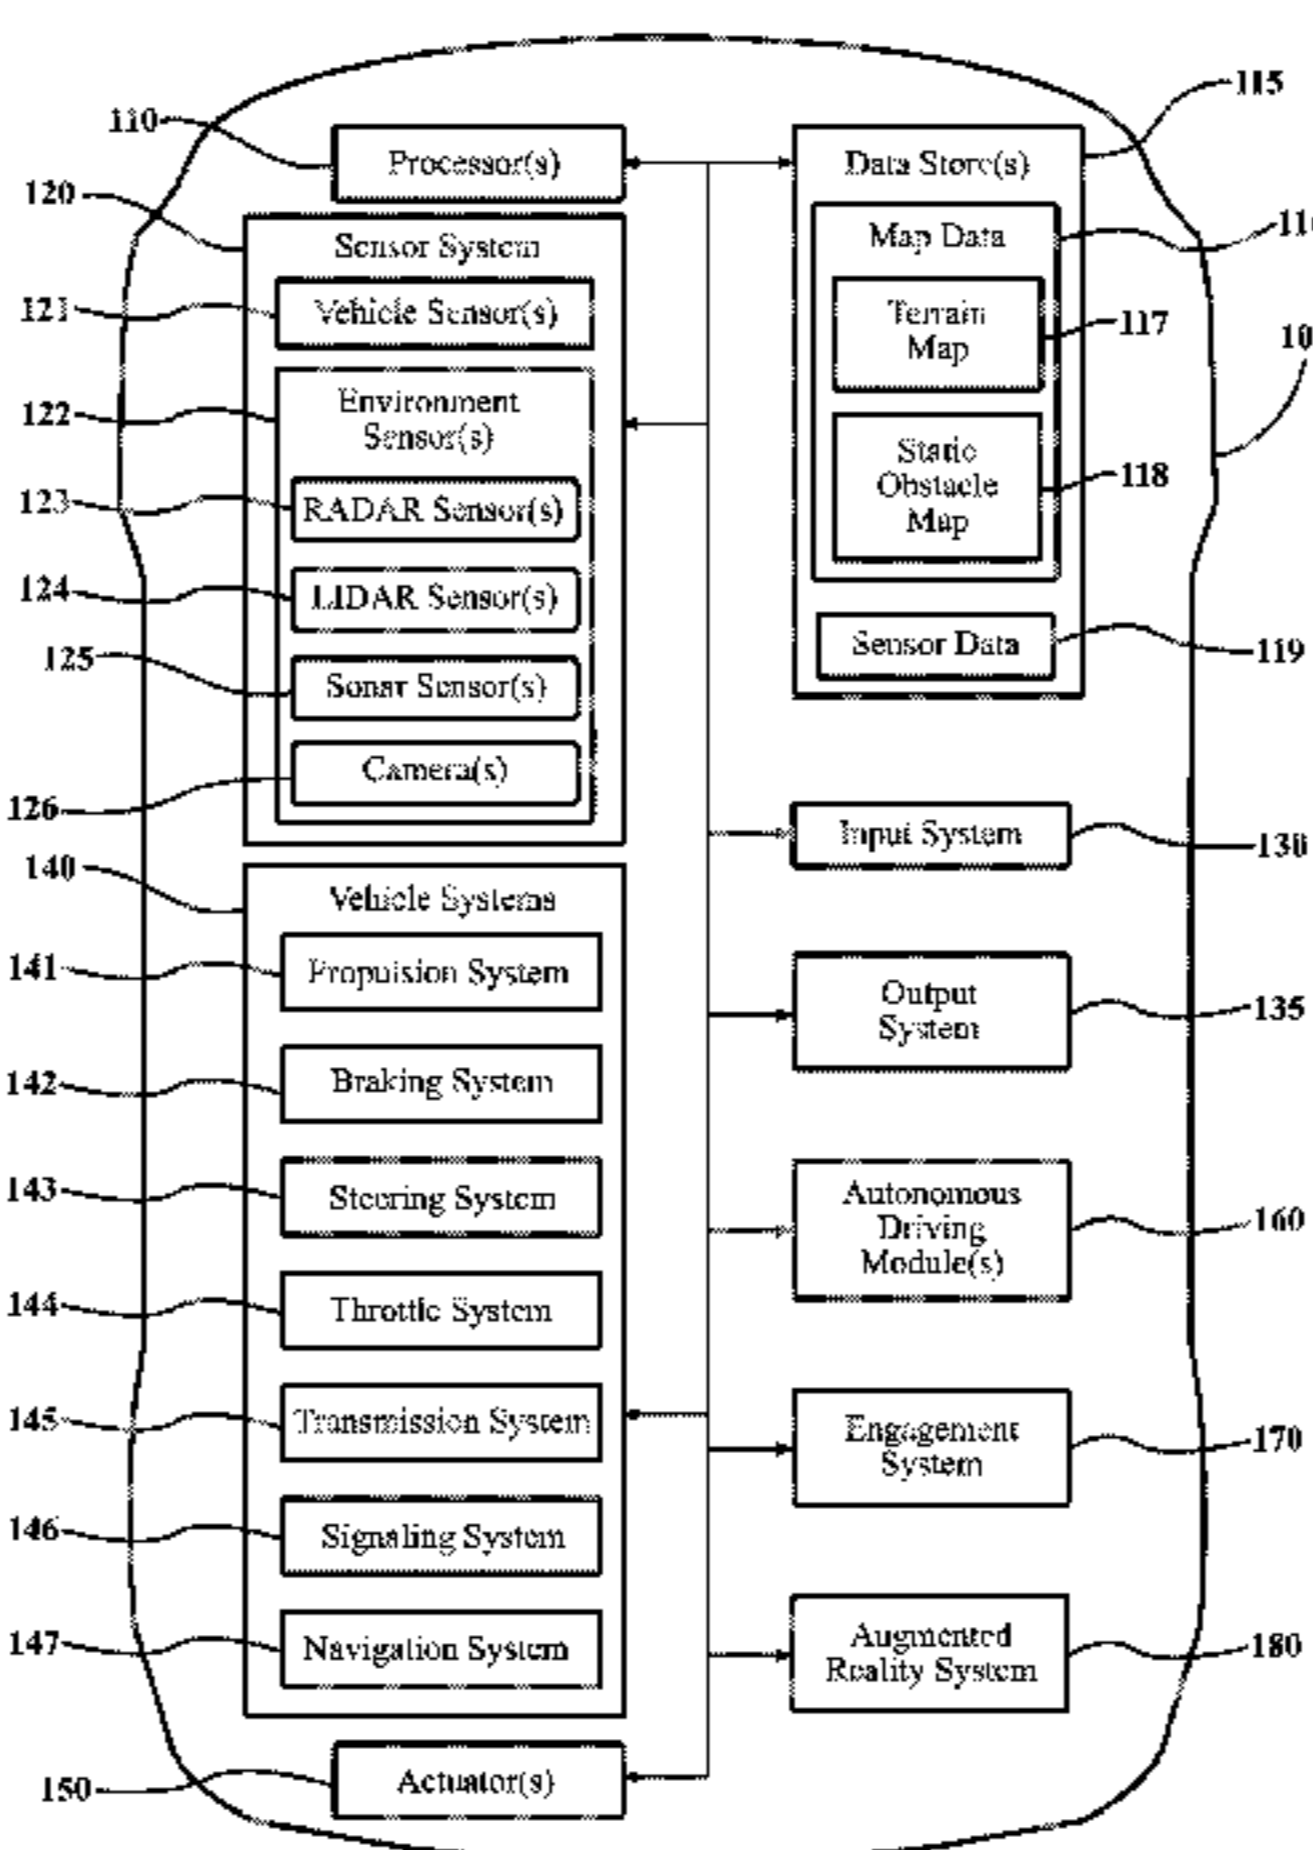 110
Processor(s)
115
Data Store(s)
120
Sensor System
Map Data
121
Vehicle Sensor(s)
Terrain
Map
117
10
122
Environment
Sensor(s)
Static
Obstacle
Map
118
123
RADAR Sensor(s)
124
LIDAR Sensor(s)
125
Sonar Sensor(s)
Sensor Data
119
126
Camera(s)
Input System
130
140
Vehicle Systems
141
Propulsion System
Output
System
135
142
Braking System
143
Steering System
Autonomous
Driving
Module(s)
160
144
Throttle System
145
Transmission System
Engagement
System
170
146
Signaling System
147
Navigation System
Augmented
Reality System
180
150
Actuator(s)